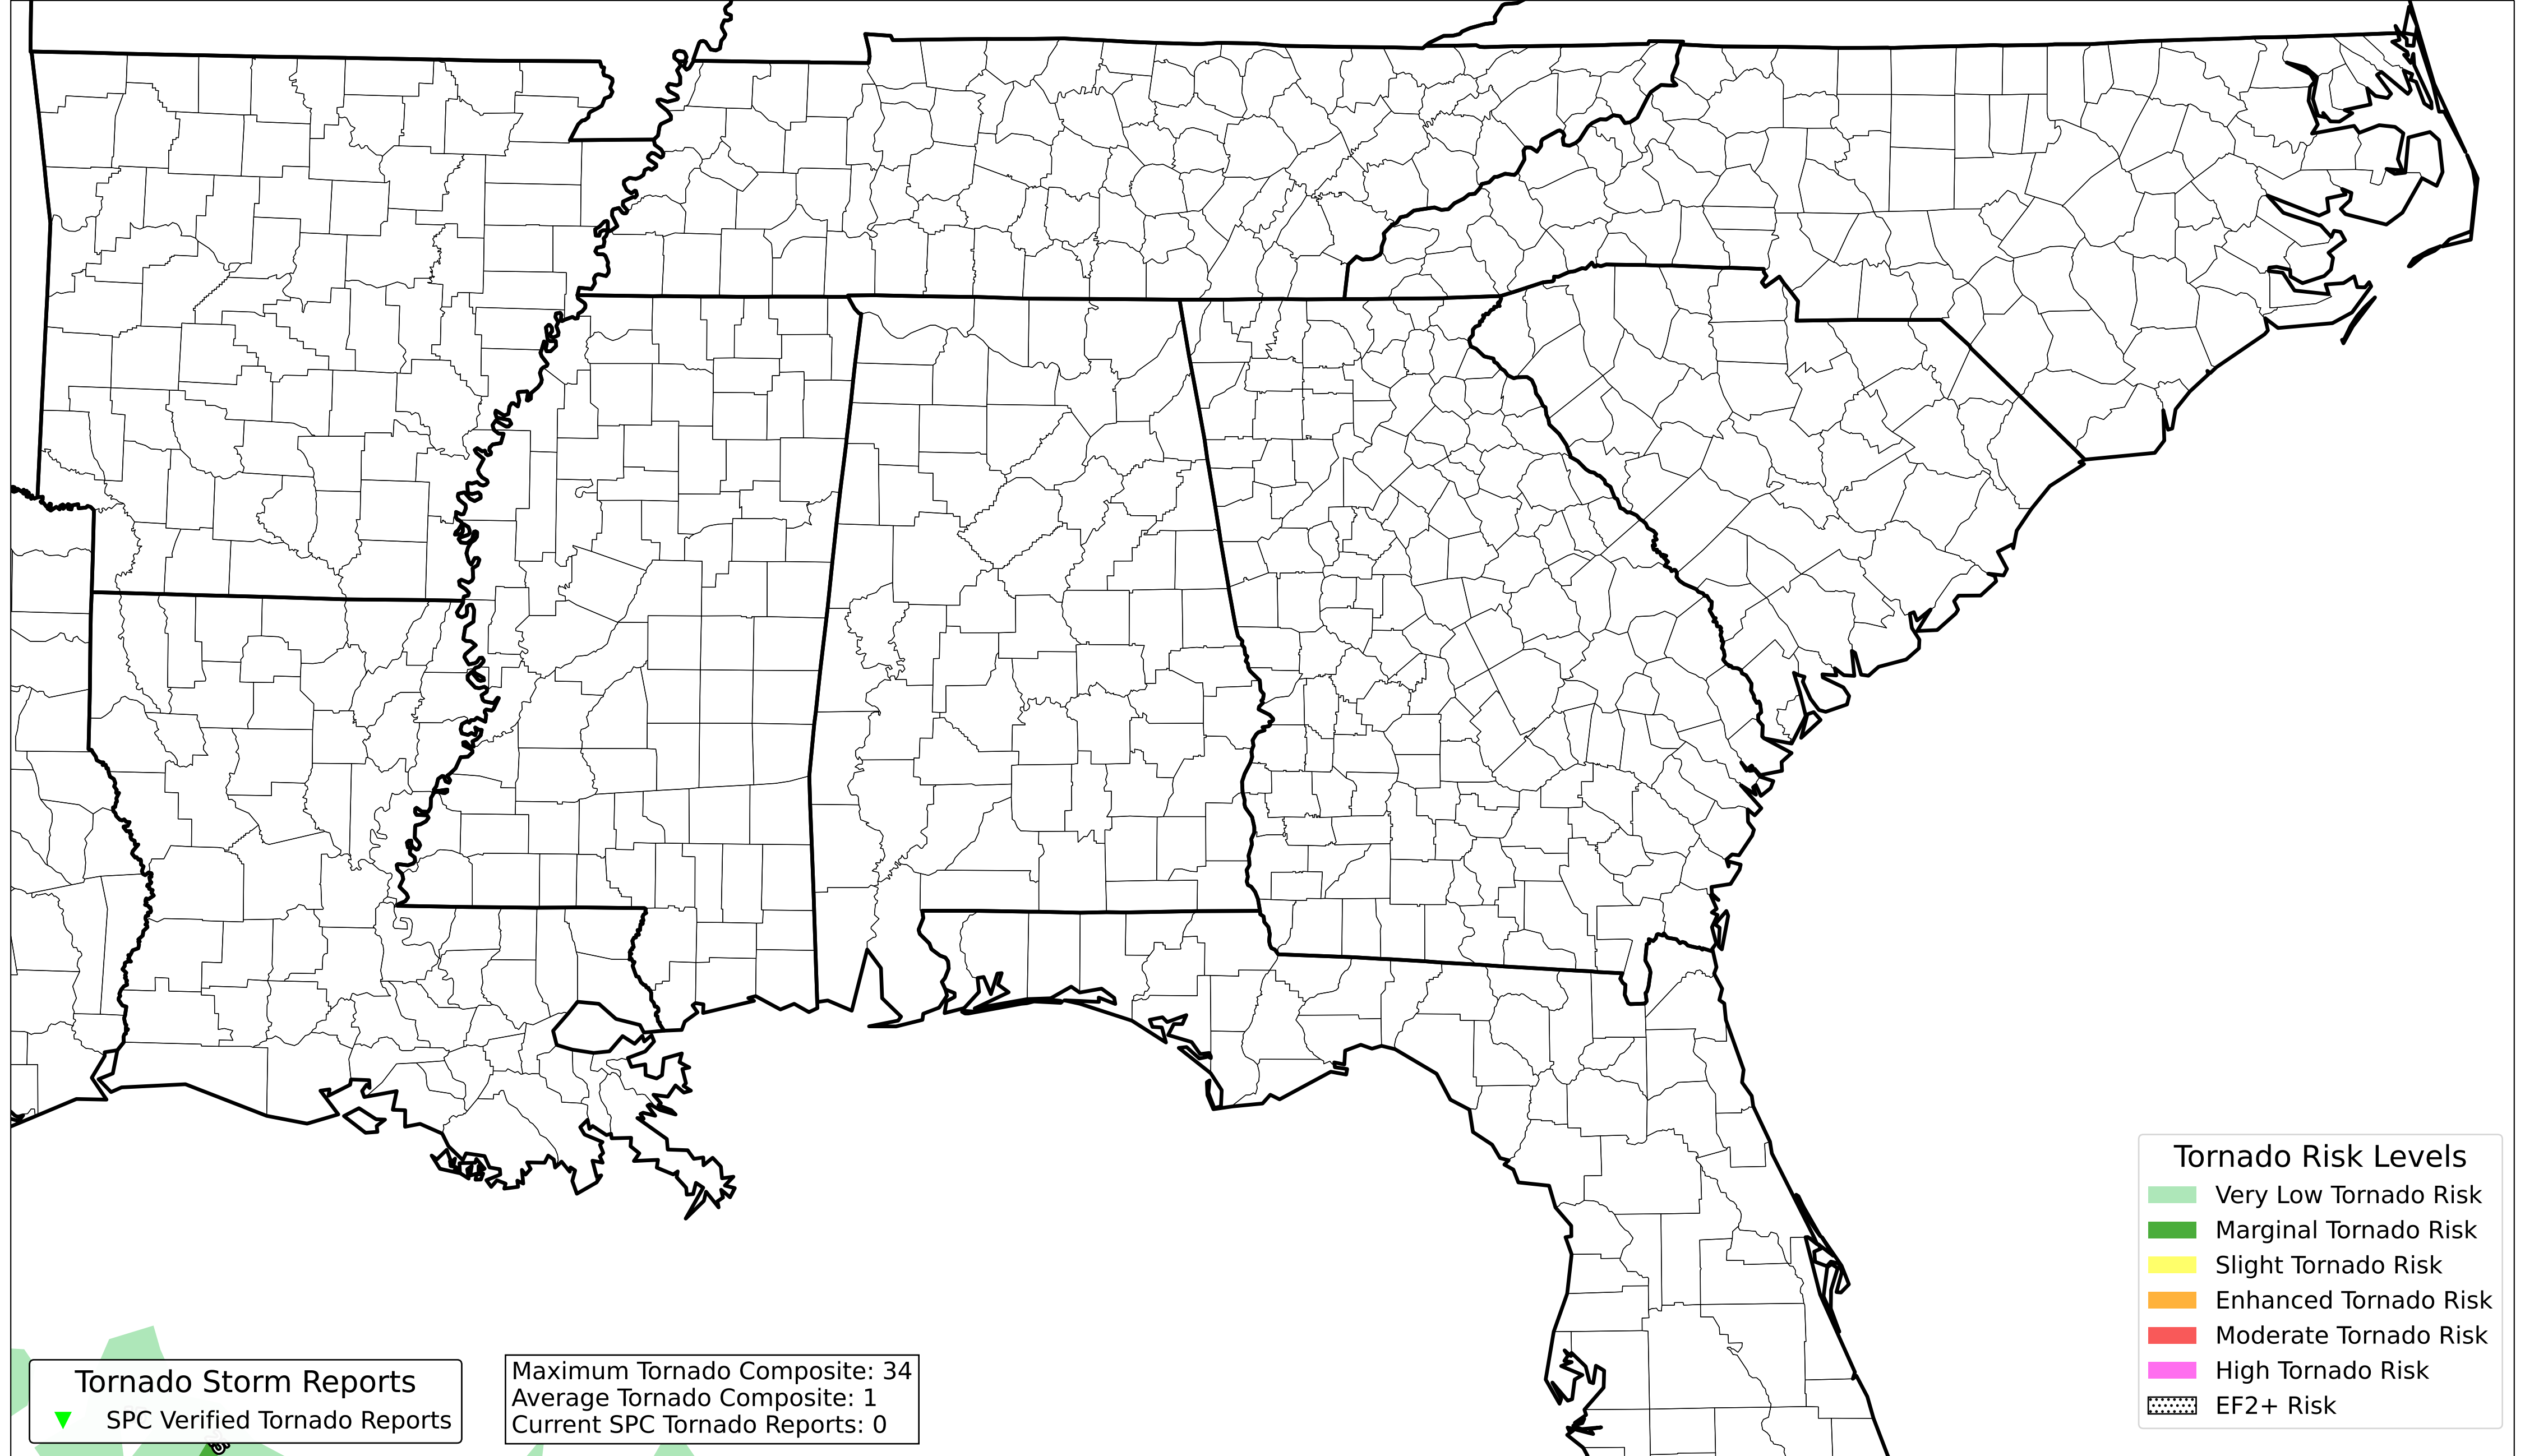 Tornado Storm Reports
SPC Verified Tornado Reports
Maximum Tornado Composite: 34
Average Tornado Composite: 1
Current SPC Tornado Reports: 0
Tornado Risk Levels
Very Low Tornado Risk
Marginal Tornado Risk
Slight Tornado Risk
Enhanced Tornado Risk
Moderate Tornado Risk
High Tornado Risk
EF2+ Risk